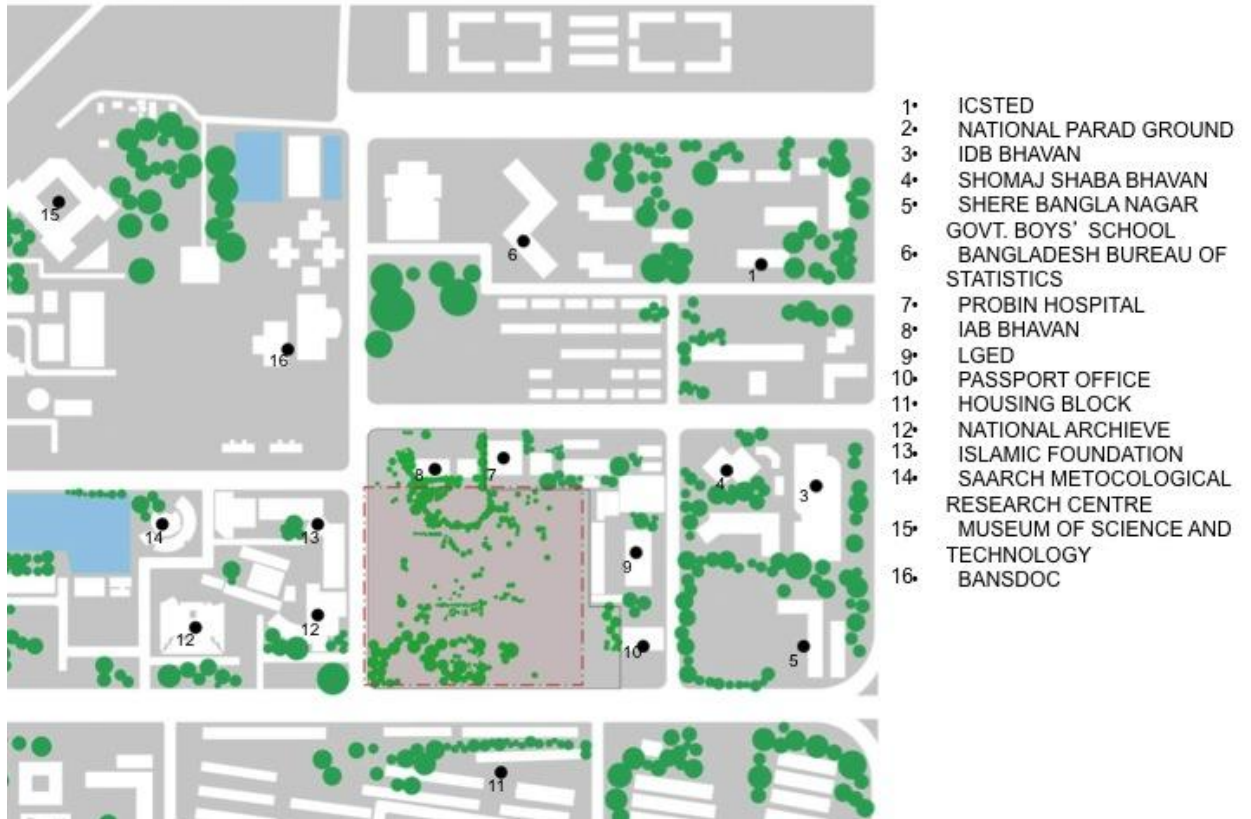 1• ICSTED
2• NATIONAL PARAD GROUND
3• IDB BHAVAN
4• SHOMAJ SHABA BHAVAN
5• SHERE BANGLA NAGAR
GOVT. BOYS' SCHOOL
6• BANGLADESH BUREAU OF
STATISTICS
7• PROBIN HOSPITAL
8• IAB BHAVAN
9• LGED
10• PASSPORT OFFICE
11• HOUSING BLOCK
12• NATIONAL ARCHIEVE
13• ISLAMIC FOUNDATION
14• SAARCH METOCOLOGICAL
RESEARCH CENTRE
15• MUSEUM OF SCIENCE AND
TECHNOLOGY
16• BANSDOC
15
6
1
16
8
7
4
3
14
13
9
12
12
10
5
11